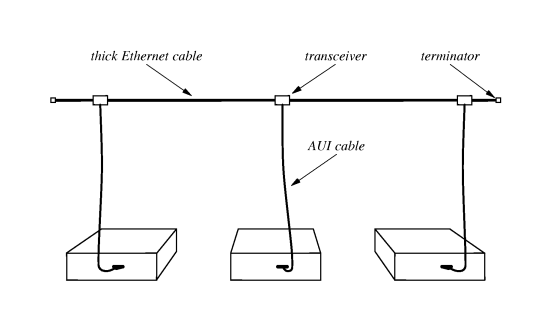 thick Ethernet cable
transceiver
terminator
AUI cable